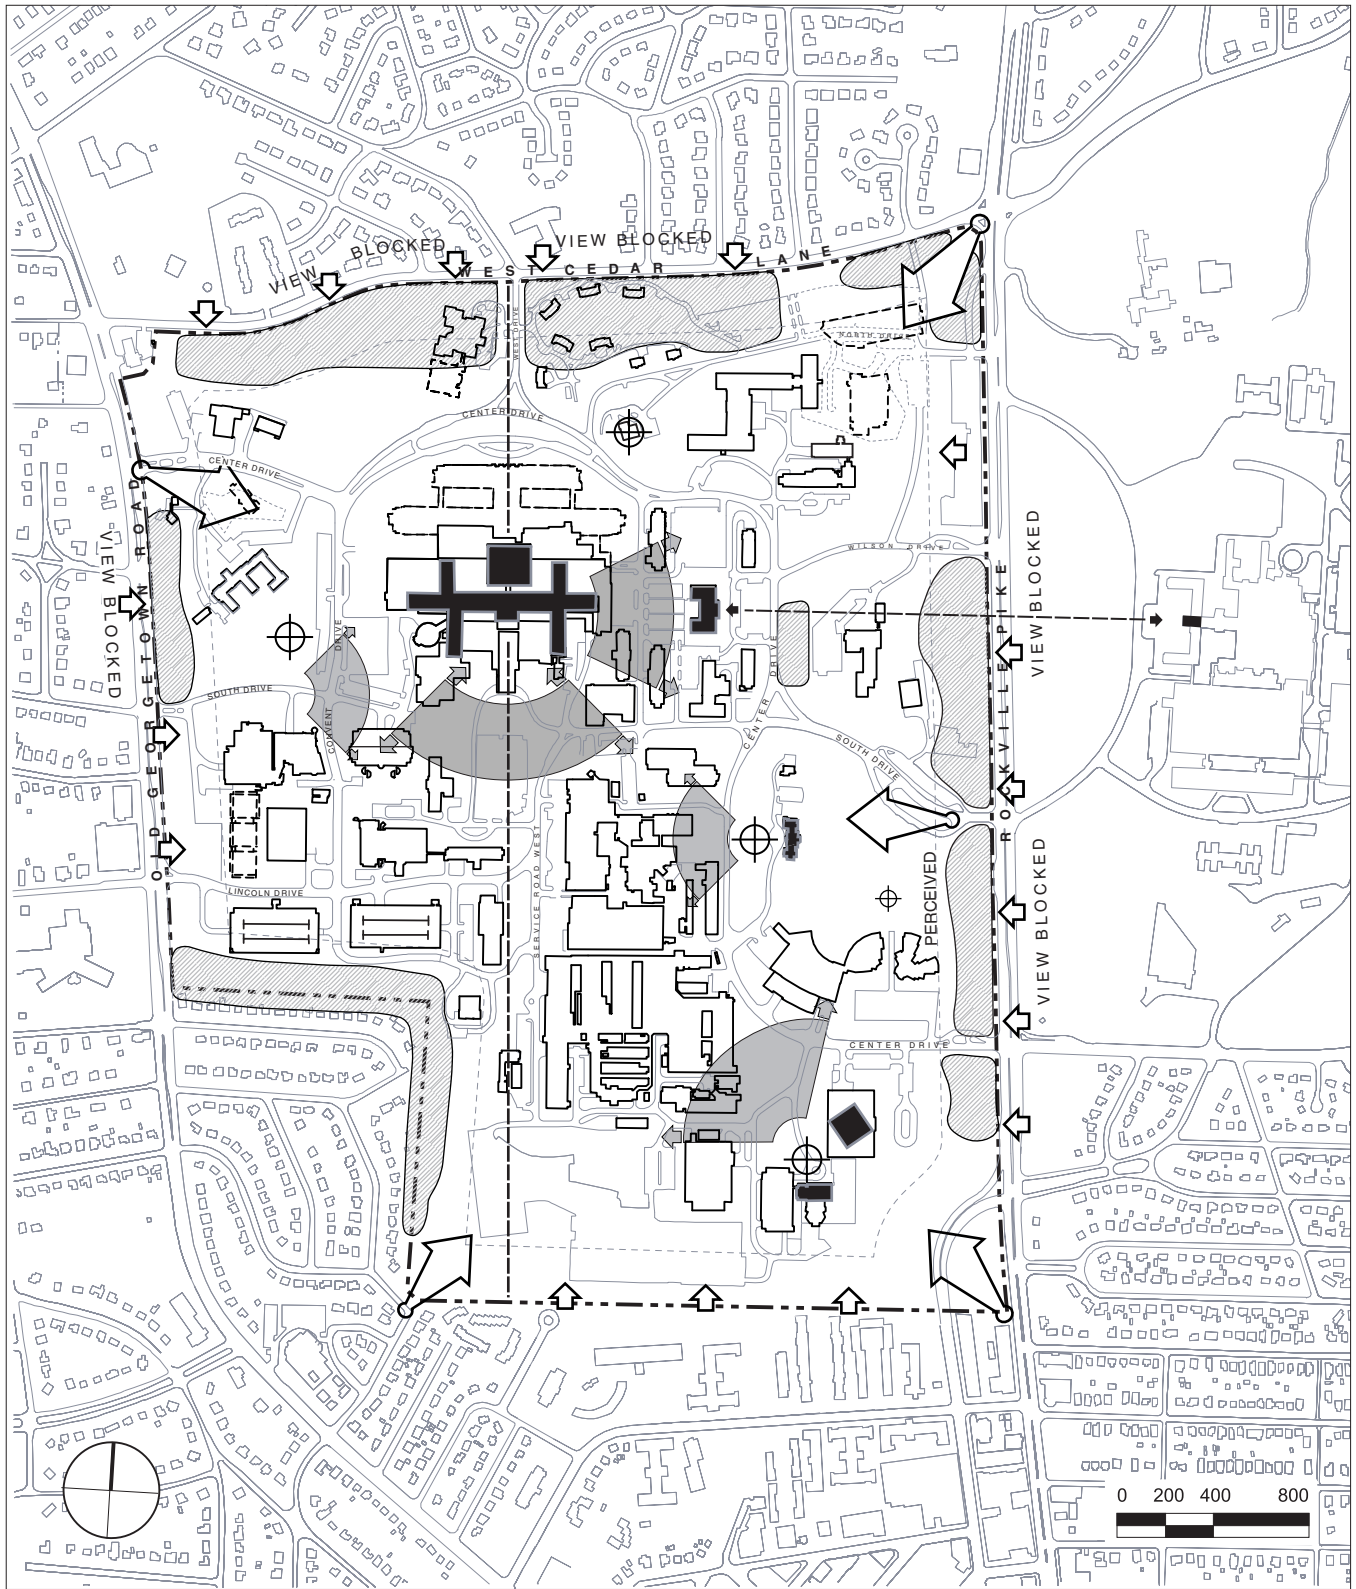 VIEW BLOCKED
VIEW BLOCKED
WEST CEDAR LANE
WEST DRIVE
NORTH DRIVE
CENTER DRIVE
CENTER DRIVE
OLD GEORGETOWN ROAD
VIEW BLOCKED
WILSON DRIVE
VIEW BLOCKED
ROCKVILLE PIKE
CONVENT DRIVE
SOUTH DRIVE
CENTER DRIVE
SOUTH DRIVE
SERVICE ROAD WEST
PERCEIVED
VIEW BLOCKED
LINCOLN DRIVE
CENTER DRIVE
0 200 400 800